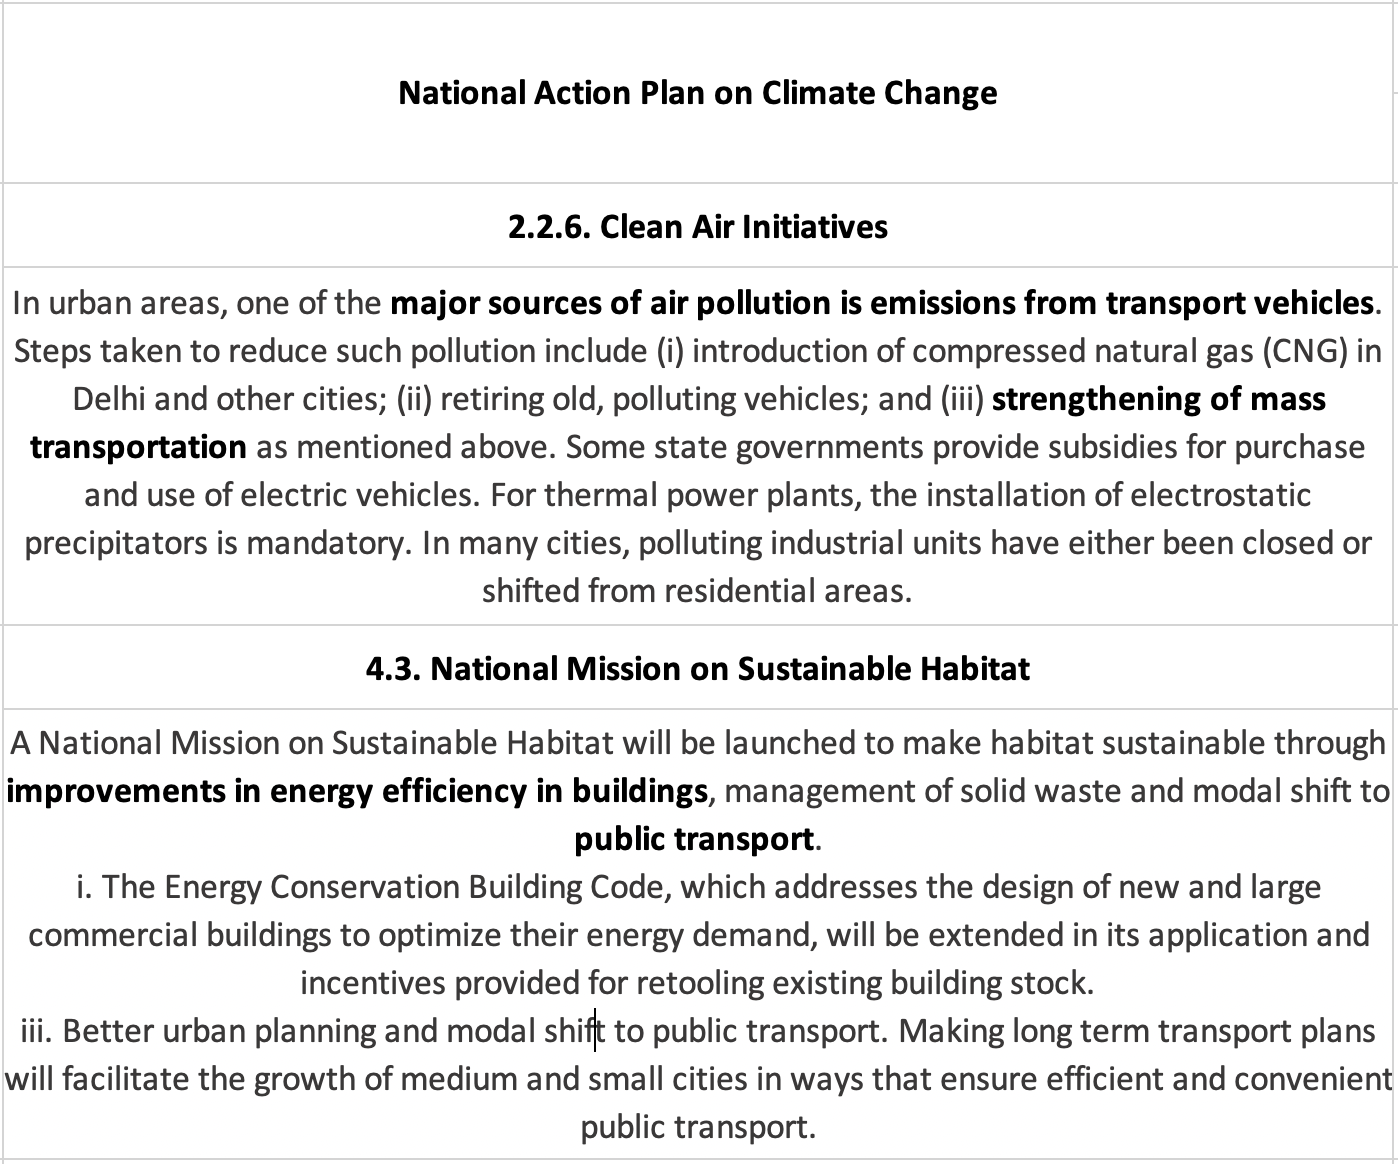 National Action Plan on Climate Change
2.2.6. Clean Air Initiatives
In urban areas, one of the major sources of air pollution is emissions from transport vehicles.
Steps taken to reduce such pollution include (i) introduction of compressed natural gas (CNG) in
Delhi and other cities; (ii) retiring old, polluting vehicles; and (iii) strengthening of mass
transportation as mentioned above. Some state governments provide subsidies for purchase
and use of electric vehicles. For thermal power plants, the installation of electrostatic
precipitators is mandatory. In many cities, polluting industrial units have either been closed or
shifted from residential areas.
4.3. National Mission on Sustainable Habitat
A National Mission on Sustainable Habitat will be launched to make habitat sustainable through
improvements in energy efficiency in buildings, management of solid waste and modal shift to
public transport.
i. The Energy Conservation Building Code, which addresses the design of new and large
commercial buildings to optimize their energy demand, will be extended in its application and
incentives provided for retooling existing building stock.
iii. Better urban planning and modal shift to public transport. Making long term transport plans
will facilitate the growth of medium and small cities in ways that ensure efficient and convenient
public transport.